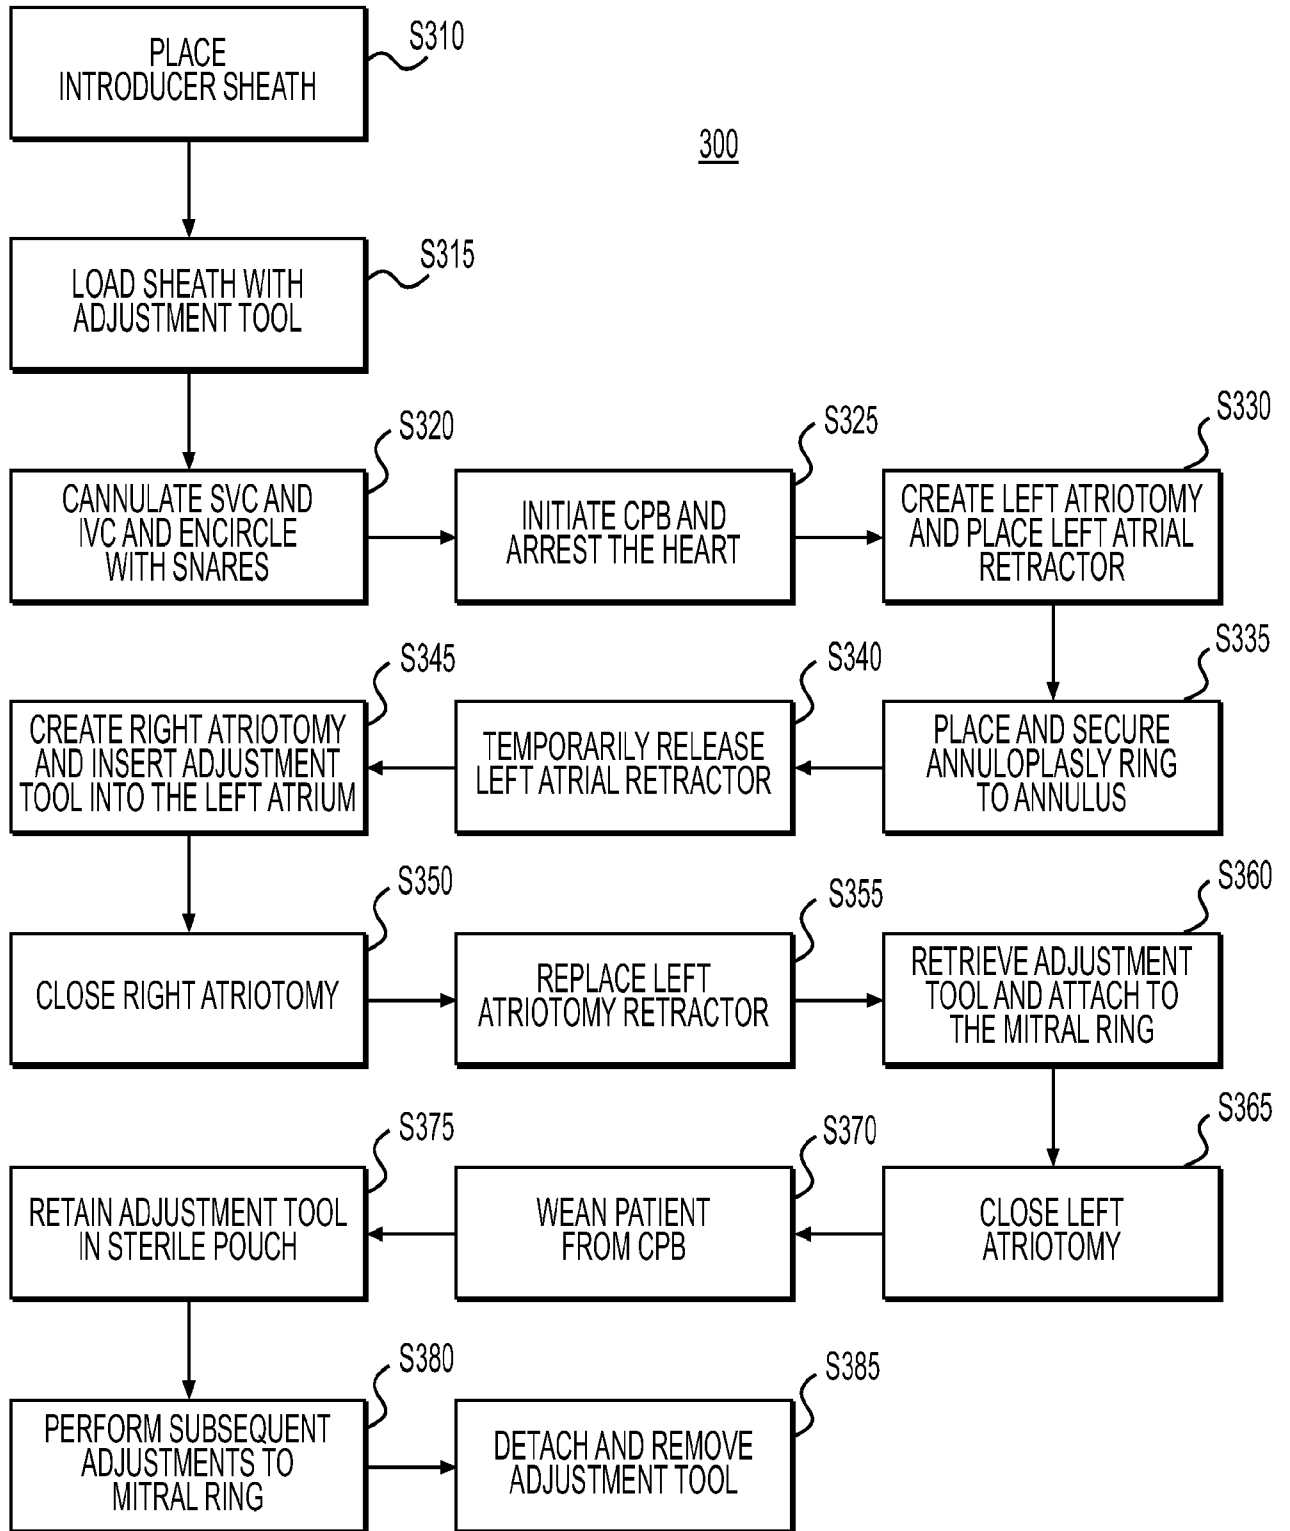 PLACE
INTRODUCER SHEATH
S310
300
LOAD SHEATH WITH
ADJUSTMENT TOOL
S315
CANNULATE SVC AND
IVC AND ENCIRCLE
WITH SNARES
S320
INITIATE CPB AND
ARREST THE HEART
S325
CREATE LEFT ATRIOTOMY
AND PLACE LEFT ATRIAL
RETRACTOR
S330
PLACE AND SECURE
ANNULOPLASLY RING
TO ANNULUS
S335
TEMPORARILY RELEASE
LEFT ATRIAL RETRACTOR
S340
CREATE RIGHT ATRIOTOMY
AND INSERT ADJUSTMENT
TOOL INTO THE LEFT ATRIUM
S345
CLOSE RIGHT ATRIOTOMY
S350
REPLACE LEFT
ATRIOTOMY RETRACTOR
S355
RETRIEVE ADJUSTMENT
TOOL AND ATTACH TO
THE MITRAL RING
S360
CLOSE LEFT
ATRIOTOMY
S365
WEAN PATIENT
FROM CPB
S370
RETAIN ADJUSTMENT TOOL
IN STERILE POUCH
S375
PERFORM SUBSEQUENT
ADJUSTMENTS TO
MITRAL RING
S380
DETACH AND REMOVE
ADJUSTMENT TOOL
S385